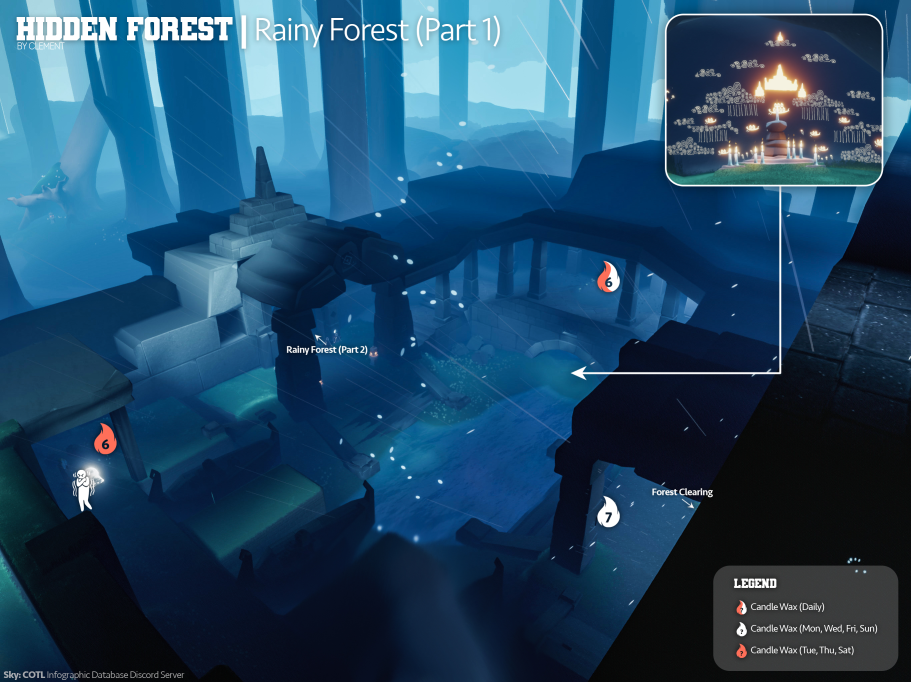 HIDDEN FOREST | Rainy Forest (Part 1)
BY CLEMENT
6
Rainy Forest (Part 2)
6
Forest Clearing
7
LEGEND
Candle Wax (Daily)
? Candle Wax (Mon, Wed, Fri, Sun)
? Candle Wax (Tue, Thu, Sat)
Sky: COTL Infographic Database Discord Server